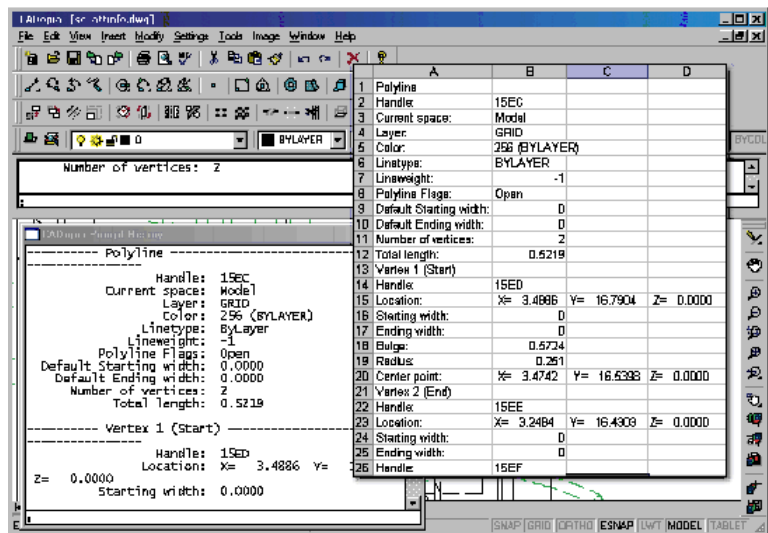 CADopia [sc_attinfo.dwg]
File Edit View Insert Modify Settings Tools Image Window Help
0
BYLAYER
BYCOL
Number of vertices: 2
:
CADopia Prompt History
---------- Polyline ----------
Handle: 15EC
Current space: Model
Layer: GRID
Color: 256 (BYLAYER)
Linetype: ByLayer
Lineweight: -1
Polyline Flags: Open
Default Starting width: 0.0000
Default Ending width: 0.0000
Number of vertices: 2
Total length: 0.5219
---------- Vertex 1 (Start) ----------
Handle: 15ED
Location: X= 3.4886 Y=
Z= 0.0000
Starting width: 0.0000
A B C D
1 Polyline
2 Handle: 15EC
3 Current space: Model
4 Layer: GRID
5 Color: 256 (BYLAYER)
6 Linetype: BYLAYER
7 Lineweight: -1
8 Polyline Flags: Open
9 Default Starting width: 0
10 Default Ending width: 0
11 Number of vertices: 2
12 Total length: 0.5219
13 Vertex 1 (Start)
14 Handle: 15ED
15 Location: X= 3.4886 Y= 16.7904 Z= 0.0000
16 Starting width: 0
17 Ending width: 0
18 Bulge: 0.5724
19 Radius: 0.251
20 Center point: X= 3.4742 Y= 16.5398 Z= 0.0000
21 Vertex 2 (End)
22 Handle: 15EE
23 Location: X= 3.2484 Y= 16.4303 Z= 0.0000
24 Starting width: 0
25 Ending width: 0
26 Handle: 15EF
SNAP GRID ORTHO ESNAP LWT MODEL TABLET